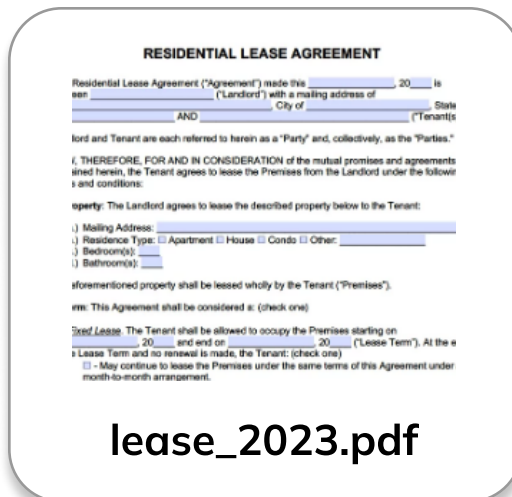 RESIDENTIAL LEASE AGREEMENT
Residential Lease Agreement ("Agreement") made this , 20 is
een ("Landlord") with a mailing address of
, City of , State
AND ("Tenant(s
lord and Tenant are each referred to herein as a "Party" and, collectively, as the "Parties."
, THEREFORE, FOR AND IN CONSIDERATION of the mutual promises and agreements
ained herein, the Tenant agrees to lease the Premises from the Landlord under the followin
s and conditions:
operty: The Landlord agrees to lease the described property below to the Tenant:
.) Mailing Address:
.) Residence Type: ☐ Apartment ☐ House ☐ Condo ☐ Other:
.) Bedroom(s):
.) Bathroom(s):
aforementioned property shall be leased wholly by the Tenant ("Premises").
erm: This Agreement shall be considered a: (check one)
Fixed Lease. The Tenant shall be allowed to occupy the Premises starting on
, 20 and end on , 20 ("Lease Term"). At the e
e Lease Term and no renewal is made, the Tenant: (check one)
☐ - May continue to lease the Premises under the same terms of this Agreement under
month-to-month arrangement.
lease_2023.pdf